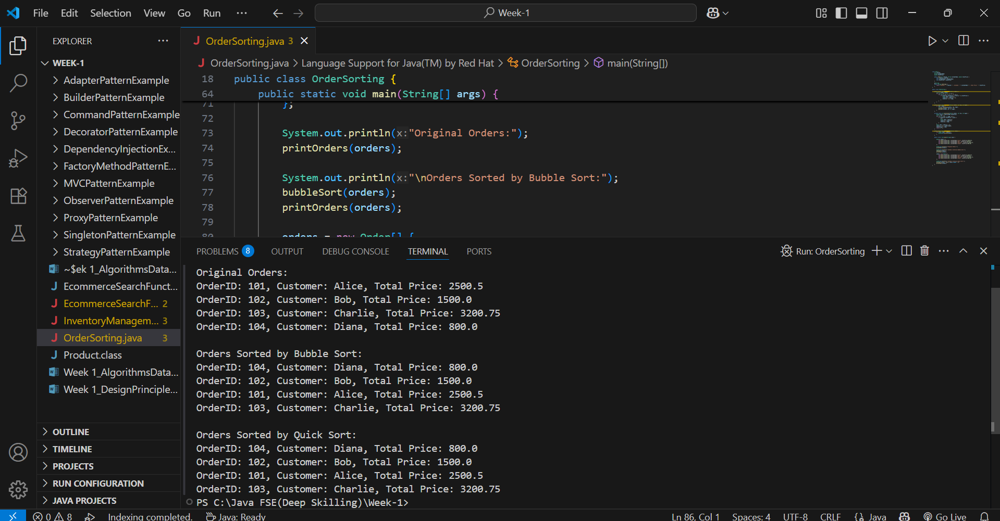 File Edit Selection View Go Run ··· Week-1
EXPLORER
WEEK-1
AdapterPatternExample
BuilderPatternExample
CommandPatternExample
DecoratorPatternExample
DependencyInjectionEx...
FactoryMethodPatternE...
MVCPatternExample
ObserverPatternExample
ProxyPatternExample
SingletonPatternExample
StrategyPatternExample
~$ek 1_AlgorithmsData...
EcommerceSearchFunct...
EcommerceSearchF... 2
InventoryManagem... 3
OrderSorting.java 3
Product.class
Week 1_AlgorithmsData...
Week 1_DesignPrinciple...
OUTLINE
TIMELINE
PROJECTS
RUN CONFIGURATION
JAVA PROJECTS
OrderSorting.java 3
OrderSorting.java > Language Support for Java(TM) by Red Hat > OrderSorting > main(String[])
18 public class OrderSorting {
64 public static void main(String[] args) {
71 };
72
73 System.out.println(x:"Original Orders:");
74 printOrders(orders);
75
76 System.out.println(x:"\nOrders Sorted by Bubble Sort:");
77 bubbleSort(orders);
78 printOrders(orders);
79
80 orders = new Order[] {
PROBLEMS 8 OUTPUT DEBUG CONSOLE TERMINAL PORTS Run: OrderSorting
Original Orders:
OrderID: 101, Customer: Alice, Total Price: 2500.5
OrderID: 102, Customer: Bob, Total Price: 1500.0
OrderID: 103, Customer: Charlie, Total Price: 3200.75
OrderID: 104, Customer: Diana, Total Price: 800.0
Orders Sorted by Bubble Sort:
OrderID: 104, Customer: Diana, Total Price: 800.0
OrderID: 102, Customer: Bob, Total Price: 1500.0
OrderID: 101, Customer: Alice, Total Price: 2500.5
OrderID: 103, Customer: Charlie, Total Price: 3200.75
Orders Sorted by Quick Sort:
OrderID: 104, Customer: Diana, Total Price: 800.0
OrderID: 102, Customer: Bob, Total Price: 1500.0
OrderID: 101, Customer: Alice, Total Price: 2500.5
OrderID: 103, Customer: Charlie, Total Price: 3200.75
PS C:\Java FSE(Deep Skilling)\Week-1>
0 8 Indexing completed. Java: Ready Ln 86, Col 1 Spaces: 4 UTF-8 CRLF {} Java Go Live